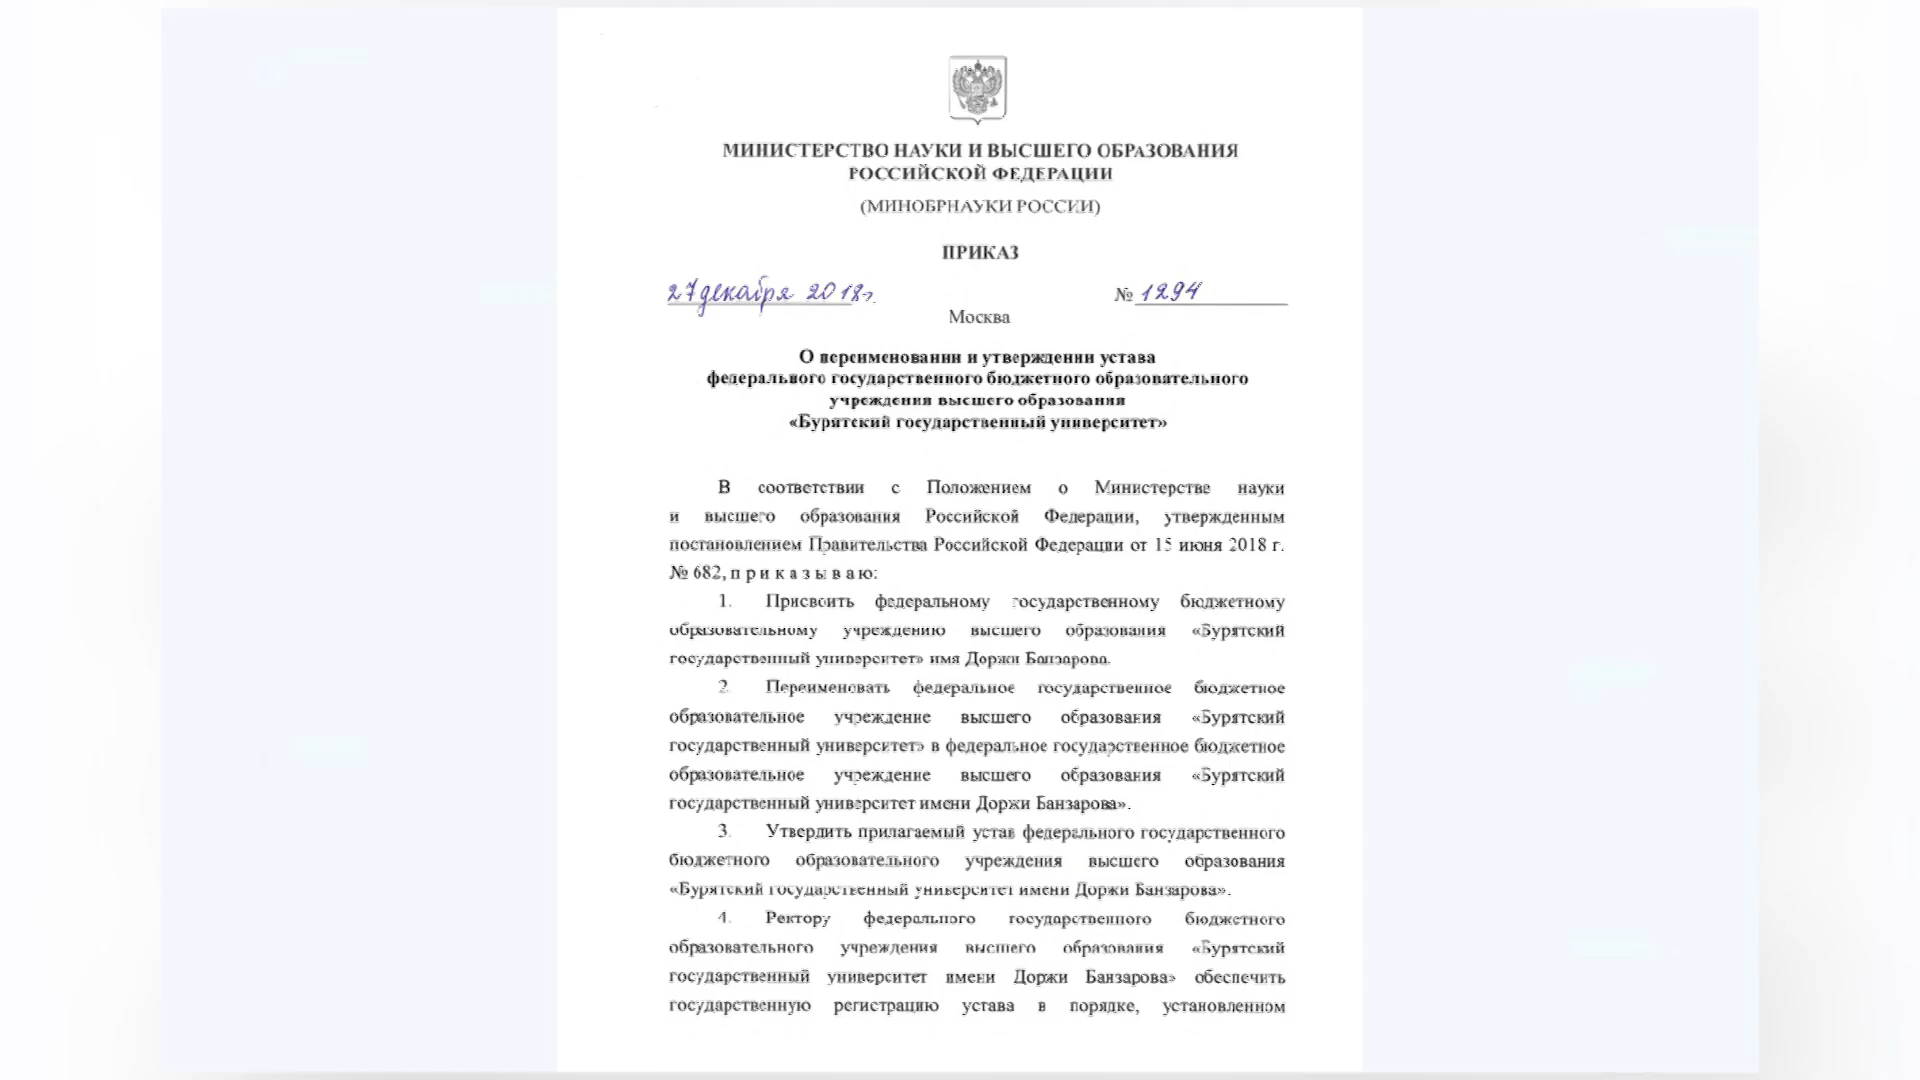 МИНИСТЕРСТВО НАУКИ И ВЫСШЕГО ОБРАЗОВАНИЯ
РОССИЙСКОЙ ФЕДЕРАЦИИ
(МИНОБРНАУКИ РОССИИ)
ПРИКАЗ
27 декабря 2018 г. № 1294
Москва
О переименовании и утверждении устава
федерального государственного бюджетного образовательного
учреждения высшего образования
«Бурятский государственный университет»
В соответствии с Положением о Министерстве науки
и высшего образования Российской Федерации, утвержденным
постановлением Правительства Российской Федерации от 15 июня 2018 г.
№ 682, п р и к а з ы в а ю:
1. Присвоить федеральному государственному бюджетному
образовательному учреждению высшего образования «Бурятский
государственный университет» имя Доржи Банзарова.
2. Переименовать федеральное государственное бюджетное
образовательное учреждение высшего образования «Бурятский
государственный университет» в федеральное государственное бюджетное
образовательное учреждение высшего образования «Бурятский
государственный университет имени Доржи Банзарова».
3. Утвердить прилагаемый устав федерального государственного
бюджетного образовательного учреждения высшего образования
«Бурятский государственный университет имени Доржи Банзарова».
4. Ректору федерального государственного бюджетного
образовательного учреждения высшего образования «Бурятский
государственный университет имени Доржи Банзарова» обеспечить
государственную регистрацию устава в порядке, установленном